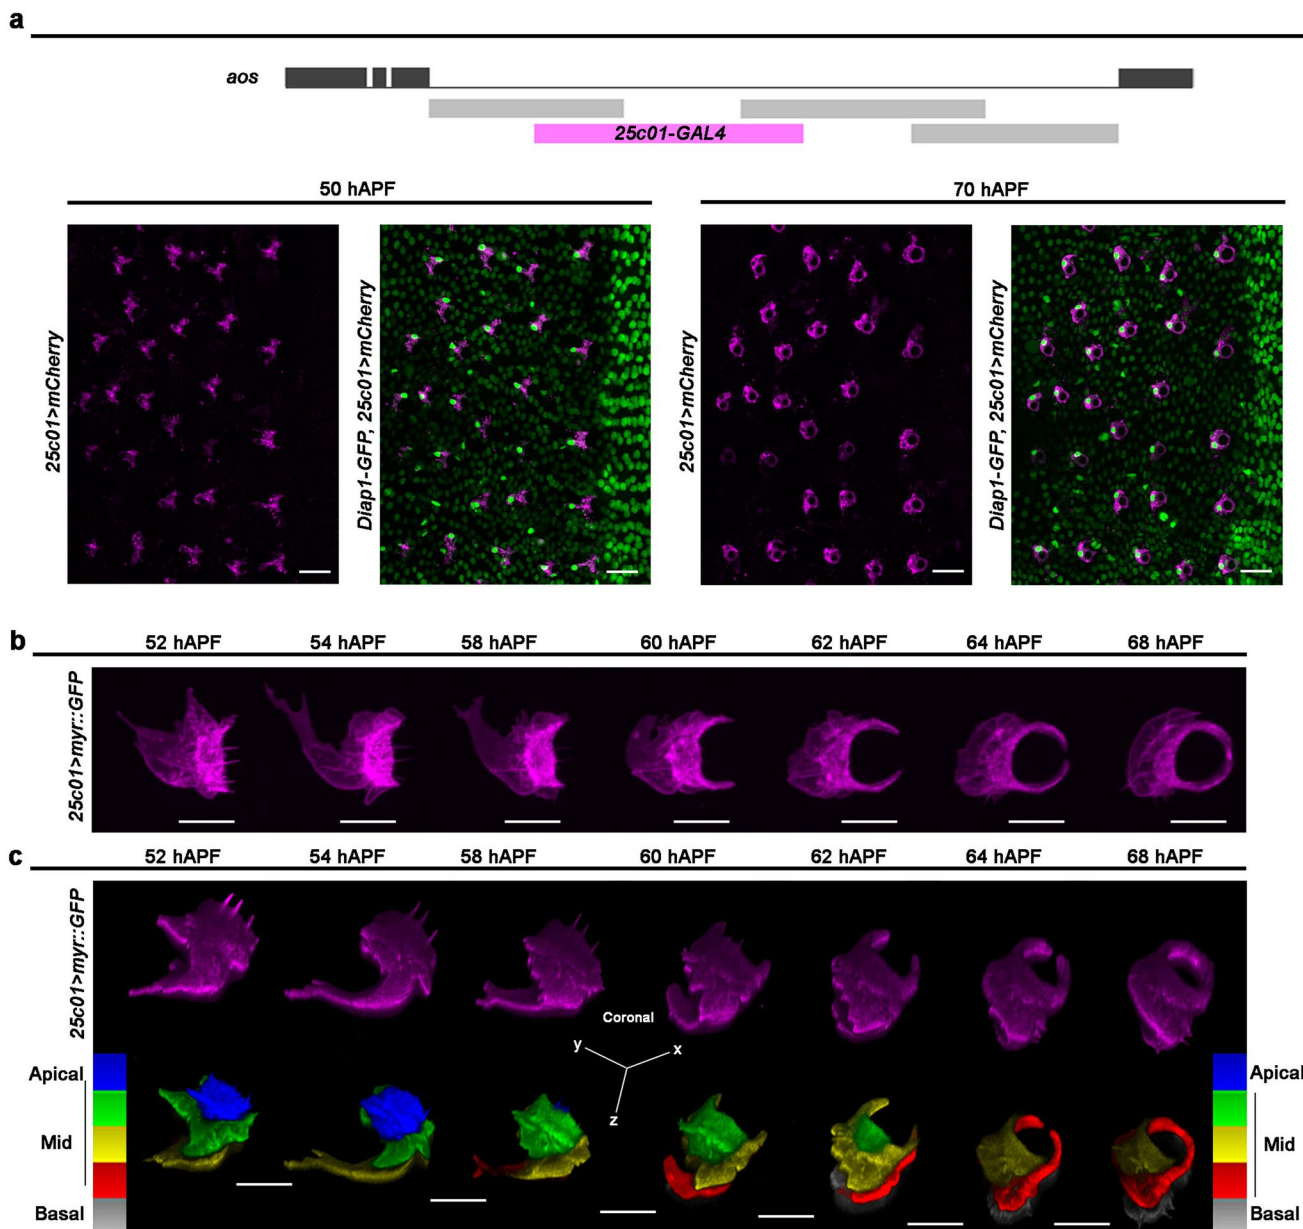 a
aos
25c01-GAL4
50 hAPF
70 hAPF
25c01>mCherry
Diap1-GFP, 25c01>mCherry
25c01>mCherry
Diap1-GFP, 25c01>mCherry
b
52 hAPF 54 hAPF 58 hAPF 60 hAPF 62 hAPF 64 hAPF 68 hAPF
25c01>myr::GFP
c
52 hAPF 54 hAPF 58 hAPF 60 hAPF 62 hAPF 64 hAPF 68 hAPF
25c01>myr::GFP
Coronal
y
x
z
Apical
Mid
Basal
Apical
Mid
Basal